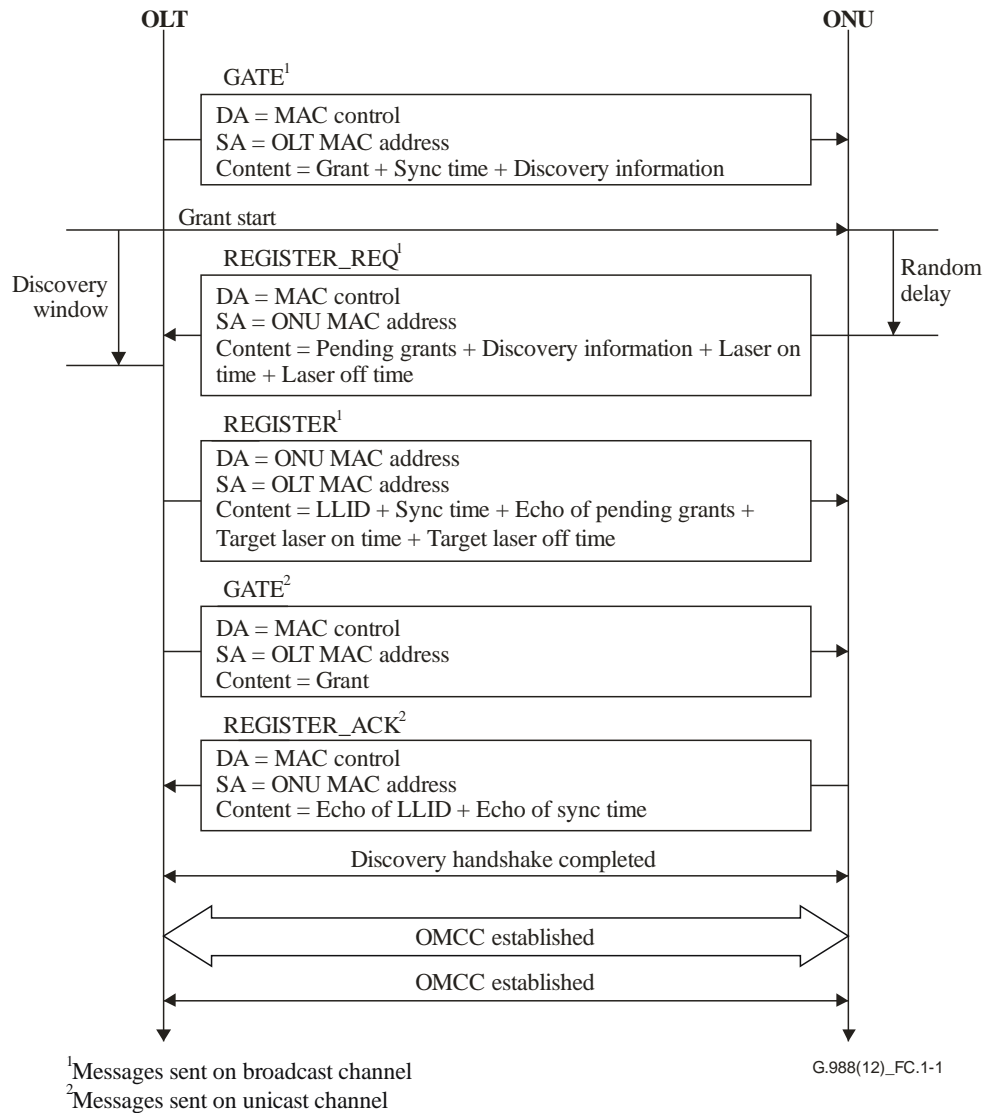 OLT
ONU
GATE¹
DA = MAC control
SA = OLT MAC address
Content = Grant + Sync time + Discovery information
Grant start
Discovery
window
Random
delay
REGISTER_REQ¹
DA = MAC control
SA = ONU MAC address
Content = Pending grants + Discovery information + Laser on
time + Laser off time
REGISTER¹
DA = ONU MAC address
SA = OLT MAC address
Content = LLID + Sync time + Echo of pending grants +
Target laser on time + Target laser off time
GATE²
DA = MAC control
SA = OLT MAC address
Content = Grant
REGISTER_ACK²
DA = MAC control
SA = ONU MAC address
Content = Echo of LLID + Echo of sync time
Discovery handshake completed
OMCC established
OMCC established
¹Messages sent on broadcast channel
²Messages sent on unicast channel
G.988(12)_FC.1-1